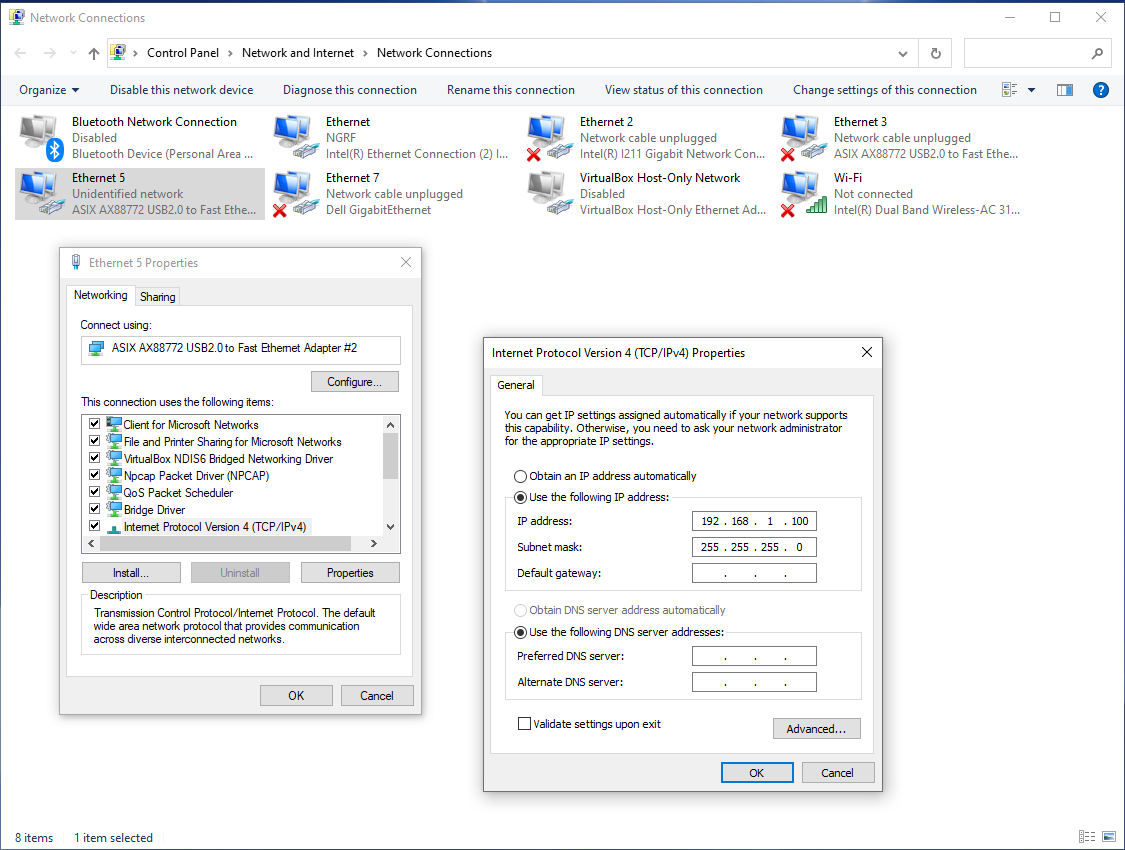 Network Connections
Control Panel > Network and Internet > Network Connections
Organize Disable this network device Diagnose this connection Rename this connection View status of this connection Change settings of this connection
Bluetooth Network Connection
Disabled
Bluetooth Device (Personal Area ...
Ethernet
NGRF
Intel(R) Ethernet Connection (2) I...
Ethernet 2
Network cable unplugged
Intel(R) I211 Gigabit Network Con...
Ethernet 3
Network cable unplugged
ASIX AX88772 USB2.0 to Fast Ethe...
Ethernet 5
Unidentified network
ASIX AX88772 USB2.0 to Fast Ethe...
Ethernet 7
Network cable unplugged
Dell GigabitEthernet
VirtualBox Host-Only Network
Disabled
VirtualBox Host-Only Ethernet Ad...
Wi-Fi
Not connected
Intel(R) Dual Band Wireless-AC 31...
Ethernet 5 Properties
Networking Sharing
Connect using:
ASIX AX88772 USB2.0 to Fast Ethernet Adapter #2
Configure...
This connection uses the following items:
Client for Microsoft Networks
File and Printer Sharing for Microsoft Networks
VirtualBox NDIS6 Bridged Networking Driver
Npcap Packet Driver (NPCAP)
QoS Packet Scheduler
Bridge Driver
Internet Protocol Version 4 (TCP/IPv4)
Install... Uninstall Properties
Description
Transmission Control Protocol/Internet Protocol. The default
wide area network protocol that provides communication
across diverse interconnected networks.
OK Cancel
Internet Protocol Version 4 (TCP/IPv4) Properties
General
You can get IP settings assigned automatically if your network supports
this capability. Otherwise, you need to ask your network administrator
for the appropriate IP settings.
Obtain an IP address automatically
Use the following IP address:
IP address: 192 . 168 . 1 . 100
Subnet mask: 255 . 255 . 255 . 0
Default gateway: . . .
Obtain DNS server address automatically
Use the following DNS server addresses:
Preferred DNS server: . . .
Alternate DNS server: . . .
Validate settings upon exit
Advanced...
OK Cancel
8 items 1 item selected